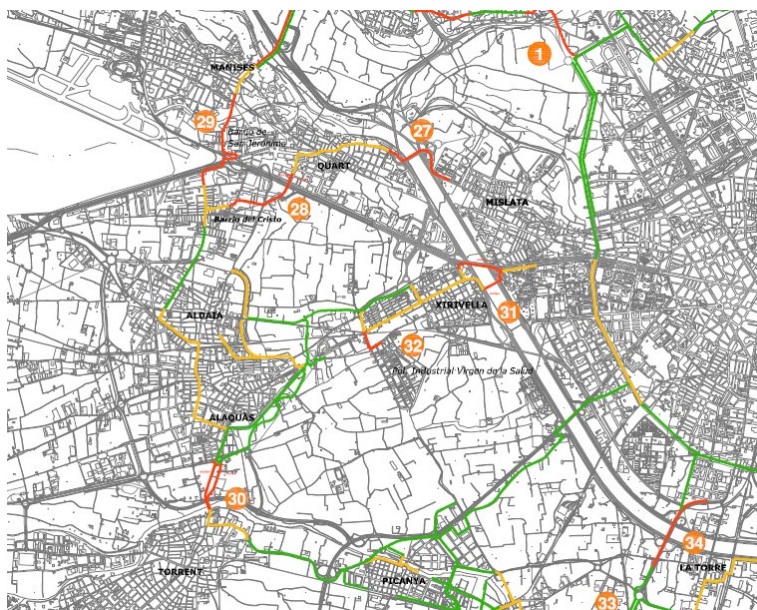 1
MANISES
29
Barrio de
San Jerónimo
27
QUART
MISLATA
28
Barrio del Cristo
XIRIVELLA
31
ALDAIA
32
Pol. Industrial Virgen de la Salud
ALAQUÀS
30
34
TORRENT
PICANYA
LA TORRE
33